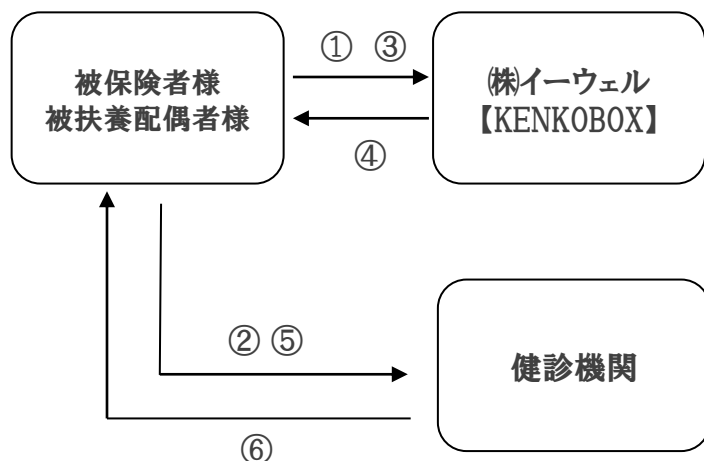 被保険者様
被扶養配偶者様
① ③
④
㈱イーウェル
【KENKOBOX】
② ⑤
健診機関
⑥